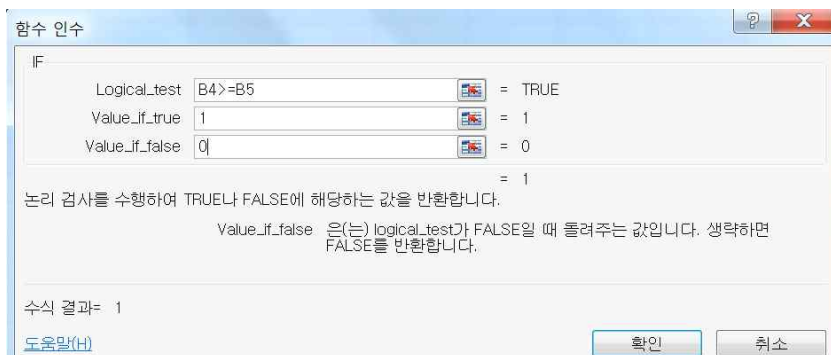 함수 인수
IF
Logical_test B4>=B5 = TRUE
Value_if_true 1 = 1
Value_if_false 0 = 0
= 1
논리 검사를 수행하여 TRUE나 FALSE에 해당하는 값을 반환합니다.
Value_if_false 은(는) logical_test가 FALSE일 때 돌려주는 값입니다. 생략하면
FALSE를 반환합니다.
수식 결과= 1
도움말(H)
확인 취소